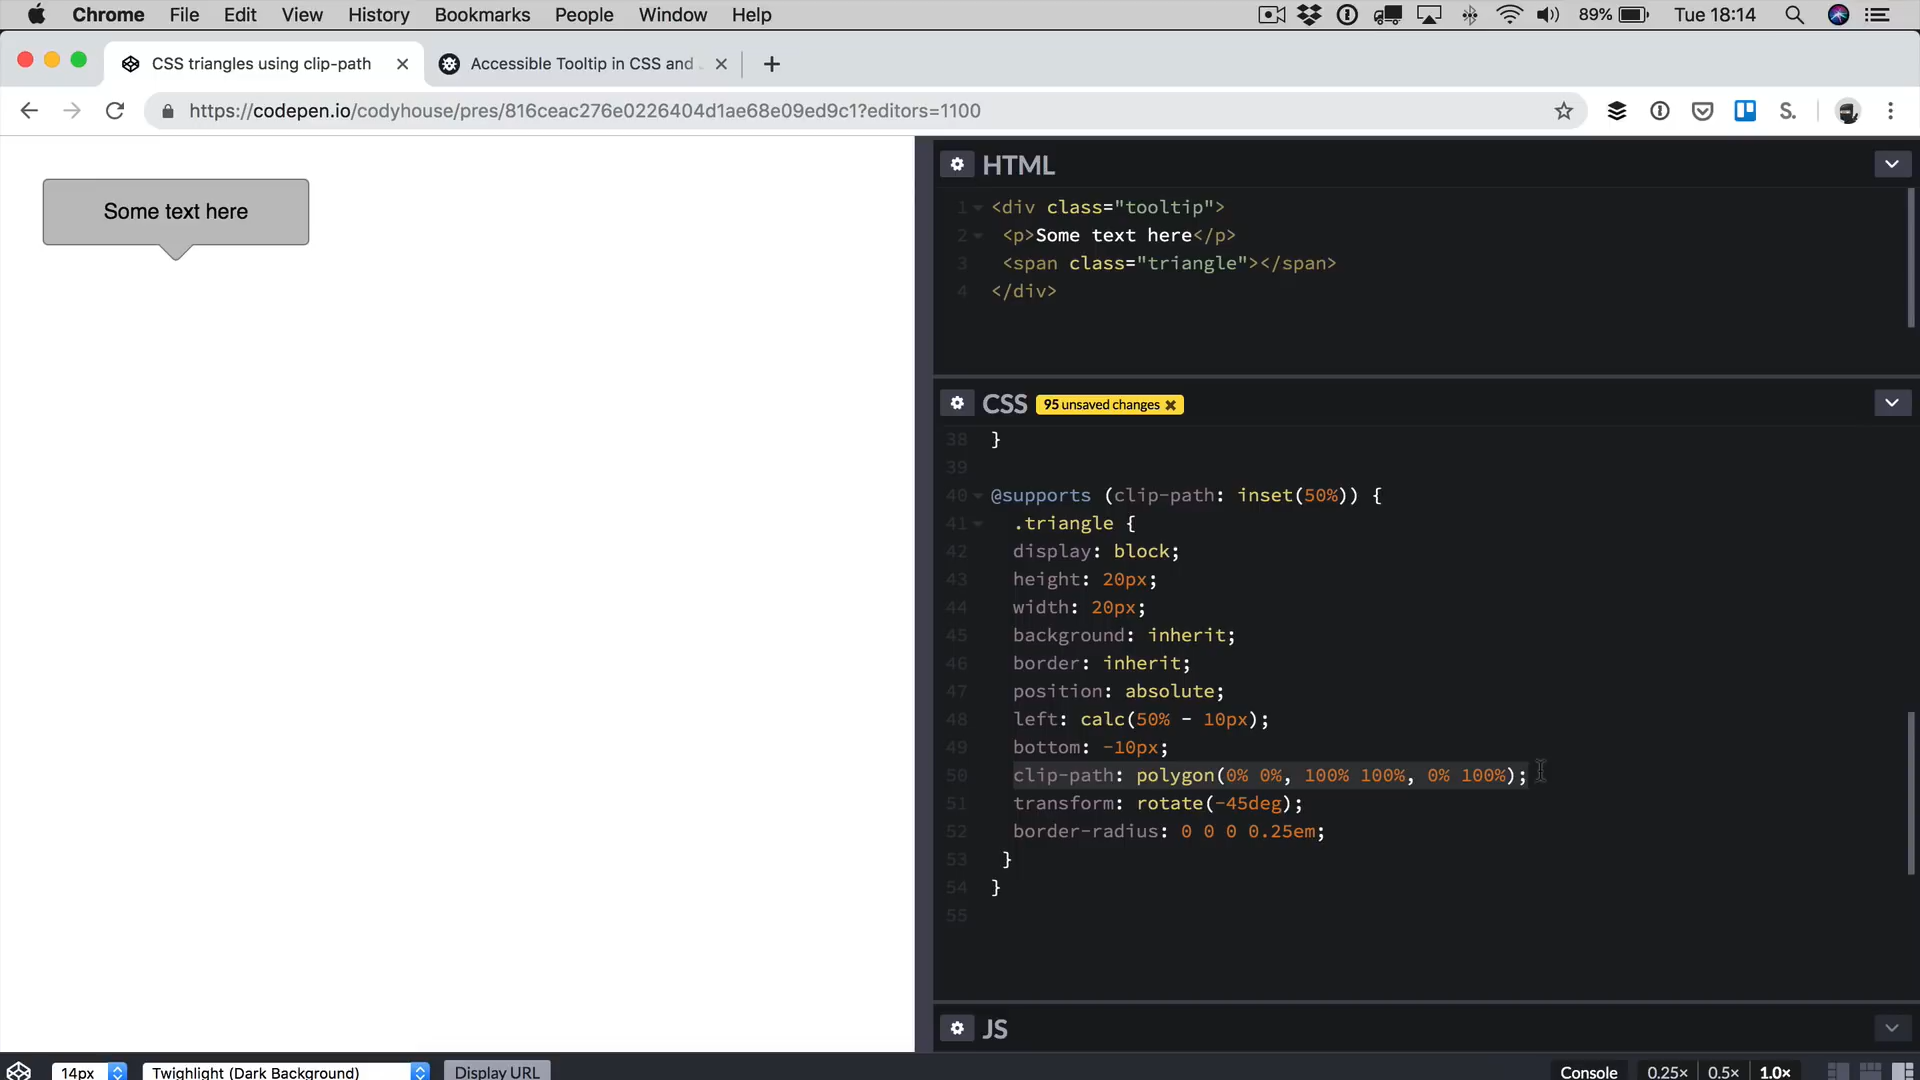 Chrome File Edit View History Bookmarks People Window Help 89% Tue 18:14
CSS triangles using clip-path Accessible Tooltip in CSS and
https://codepen.io/codyhouse/pres/816ceac276e0226404d1ae68e09ed9c1?editors=1100 S.
Some text here
HTML
1 <div class="tooltip">
2 <p>Some text here</p>
3 <span class="triangle"></span>
4 </div>
CSS 95 unsaved changes ×
38 }
39
40 @supports (clip-path: inset(50%)) {
41 .triangle {
42 display: block;
43 height: 20px;
44 width: 20px;
45 background: inherit;
46 border: inherit;
47 position: absolute;
48 left: calc(50% - 10px);
49 bottom: -10px;
50 clip-path: polygon(0% 0%, 100% 100%, 0% 100%);
51 transform: rotate(-45deg);
52 border-radius: 0 0 0 0.25em;
53 }
54 }
55
JS
14px Twighlight (Dark Background) Display URL Console 0.25× 0.5× 1.0×